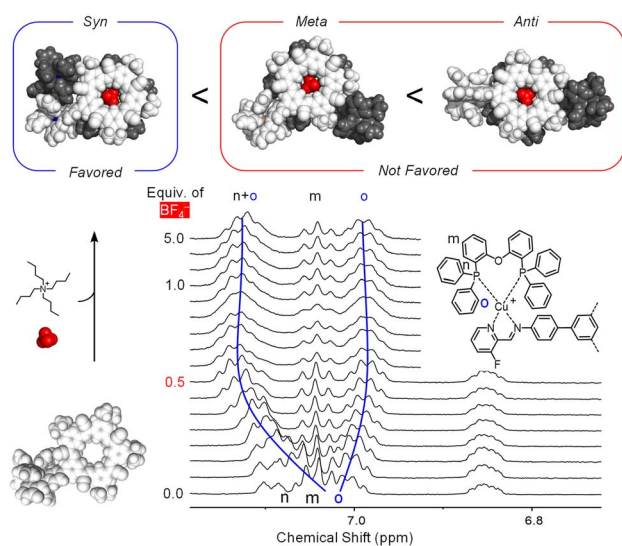 Syn
Meta
Anti
<
<
Favored
Not Favored
Equiv. of
BF₄⁻
n+o
m
o
5.0
1.0
0.5
0.0
N
+
m
O
n
P
P
o
Cu
+
N
N
F
n
m
o
7.0
6.8
Chemical Shift (ppm)